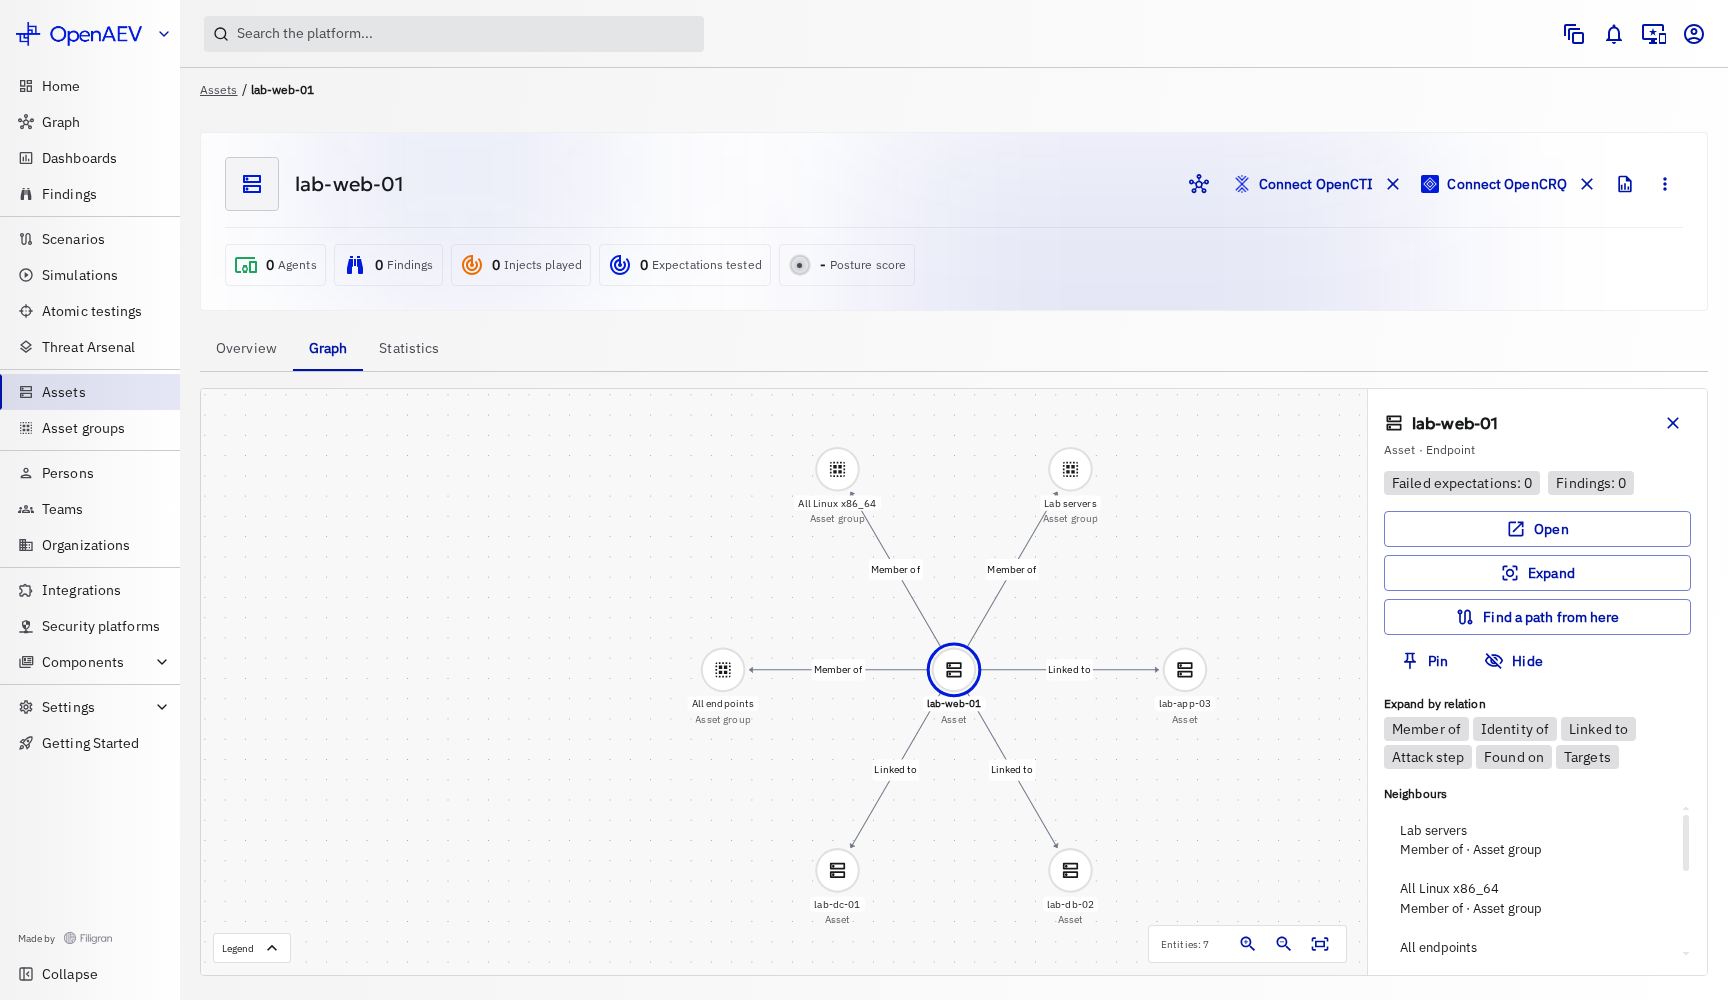 OpenAEV
Search the platform...
Home
Graph
Dashboards
Findings
Scenarios
Simulations
Atomic testings
Threat Arsenal
Assets
Asset groups
Persons
Teams
Organizations
Integrations
Security platforms
Components
Settings
Getting Started
Made by Filigran
Collapse
Assets / lab-web-01
lab-web-01
Connect OpenCTI
Connect OpenCRQ
0 Agents
0 Findings
0 Injects played
0 Expectations tested
- Posture score
Overview
Graph
Statistics
All Linux x86_64
Asset group
Lab servers
Asset group
Member of
Member of
Member of
Linked to
All endpoints
Asset group
lab-web-01
Asset
lab-app-03
Asset
Linked to
Linked to
lab-dc-01
Asset
lab-db-02
Asset
Legend
Entities: 7
lab-web-01
Asset · Endpoint
Failed expectations: 0
Findings: 0
Open
Expand
Find a path from here
Pin
Hide
Expand by relation
Member of
Identity of
Linked to
Attack step
Found on
Targets
Neighbours
Lab servers
Member of · Asset group
All Linux x86_64
Member of · Asset group
All endpoints